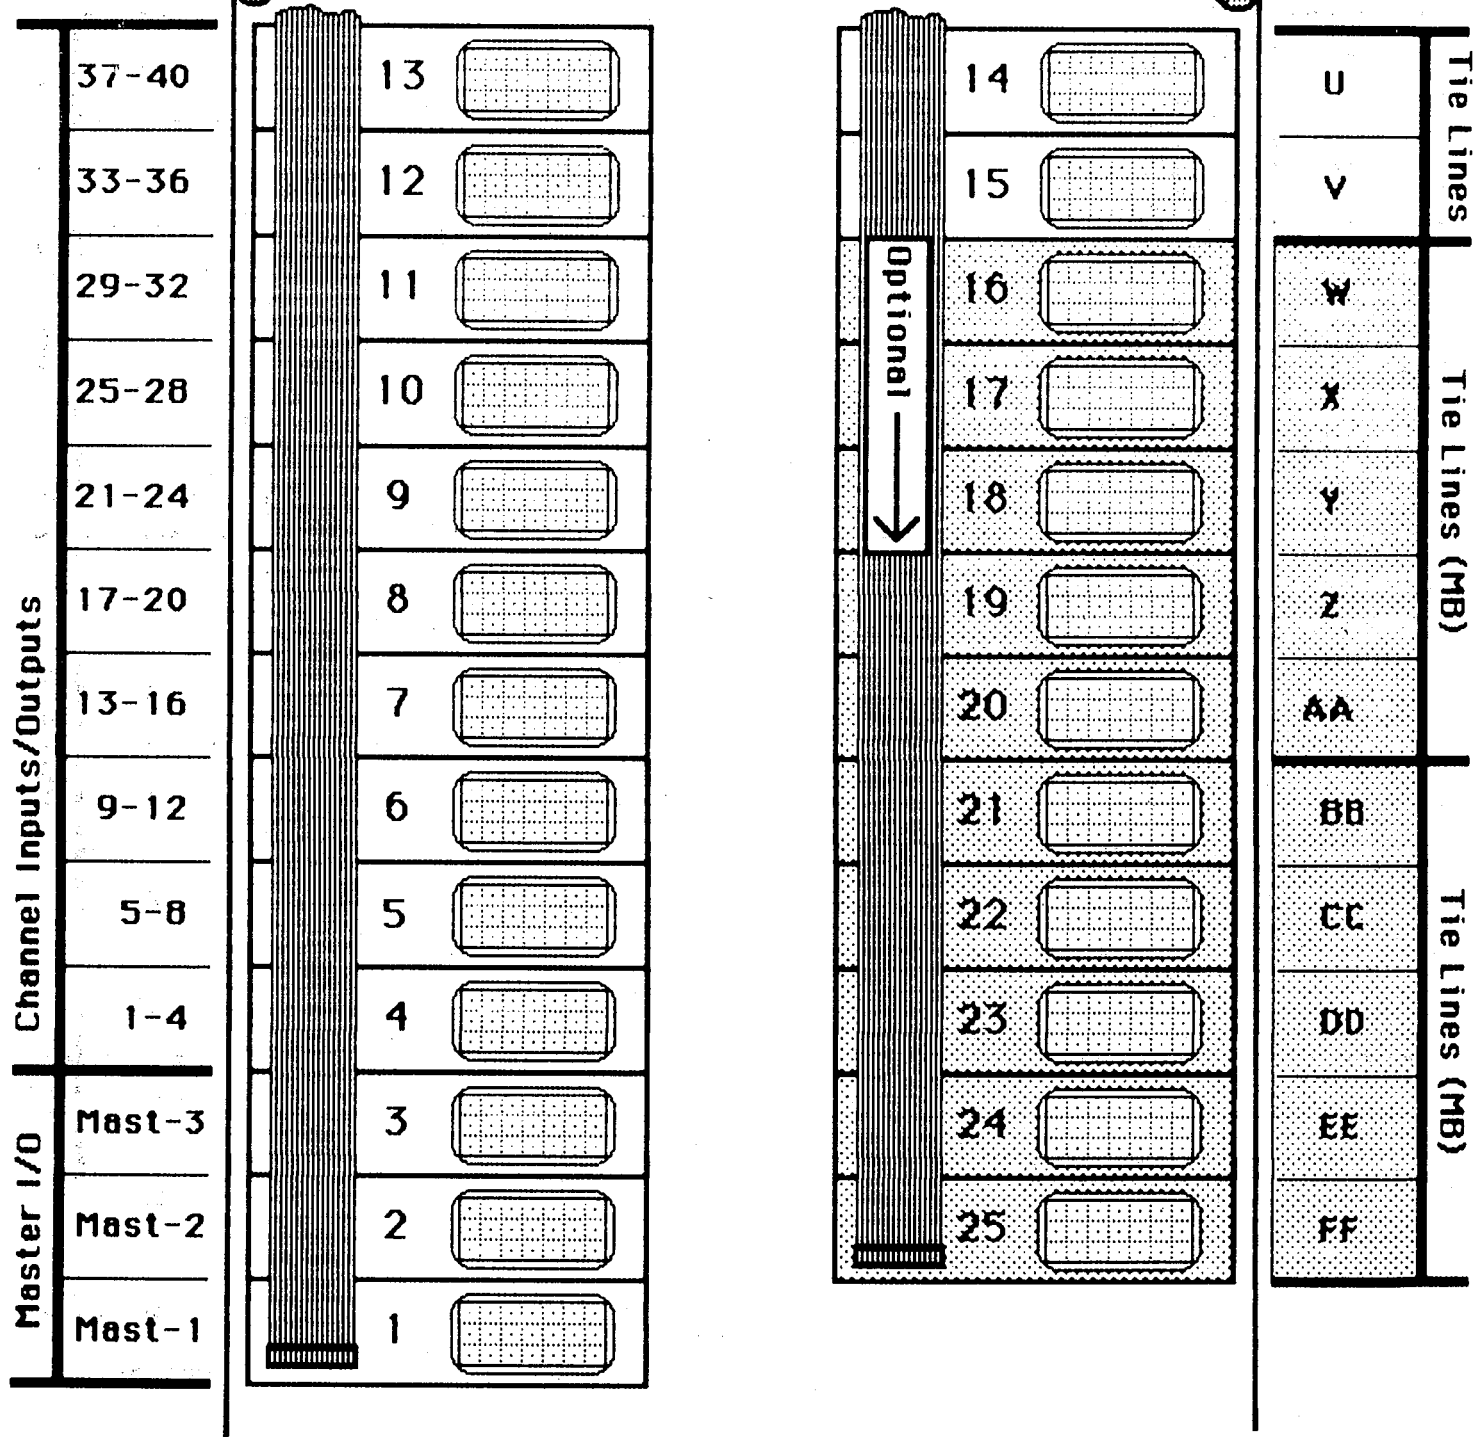 37-40 13 14 U
33-36 12 15 V
29-32 11 16 W
25-28 10 17 X
21-24 9 18 Y
17-20 8 19 Z
13-16 7 20 AA
9-12 6 21 BB
5-8 5 22 CC
1-4 4 23 DD
Mast-3 3 24 EE
Mast-2 2 25 FF
Mast-1 1
Channel Inputs/Outputs
Master I/O
Optional
Tie Lines
Tie Lines (MB)
Tie Lines (MB)